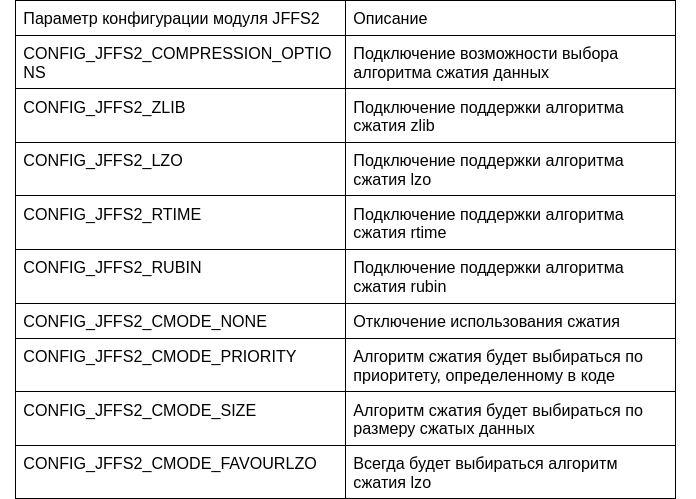 Параметр конфигурации модуля JFFS2
Описание
CONFIG_JFFS2_COMPRESSION_OPTIO
NS
Подключение возможности выбора
алгоритма сжатия данных
CONFIG_JFFS2_ZLIB
Подключение поддержки алгоритма
сжатия zlib
CONFIG_JFFS2_LZO
Подключение поддержки алгоритма
сжатия lzo
CONFIG_JFFS2_RTIME
Подключение поддержки алгоритма
сжатия rtime
CONFIG_JFFS2_RUBIN
Подключение поддержки алгоритма
сжатия rubin
CONFIG_JFFS2_CMODE_NONE
Отключение использования сжатия
CONFIG_JFFS2_CMODE_PRIORITY
Алгоритм сжатия будет выбираться по
приоритету, определенному в коде
CONFIG_JFFS2_CMODE_SIZE
Алгоритм сжатия будет выбираться по
размеру сжатых данных
CONFIG_JFFS2_CMODE_FAVOURLZO
Всегда будет выбираться алгоритм
сжатия lzo